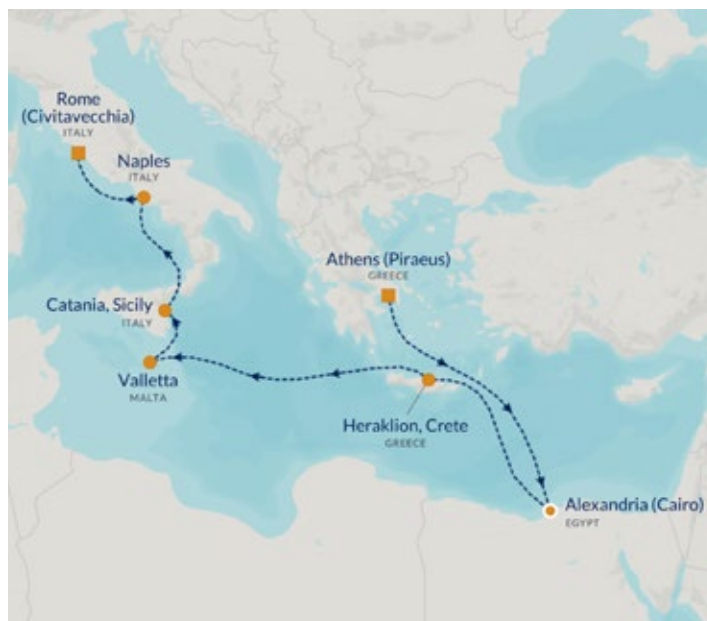 Rome
(Civitavecchia)
ITALY
Naples
ITALY
Athens (Piraeus)
GREECE
Catania, Sicily
ITALY
Valletta
MALTA
Heraklion, Crete
GREECE
Alexandria (Cairo)
EGYPT